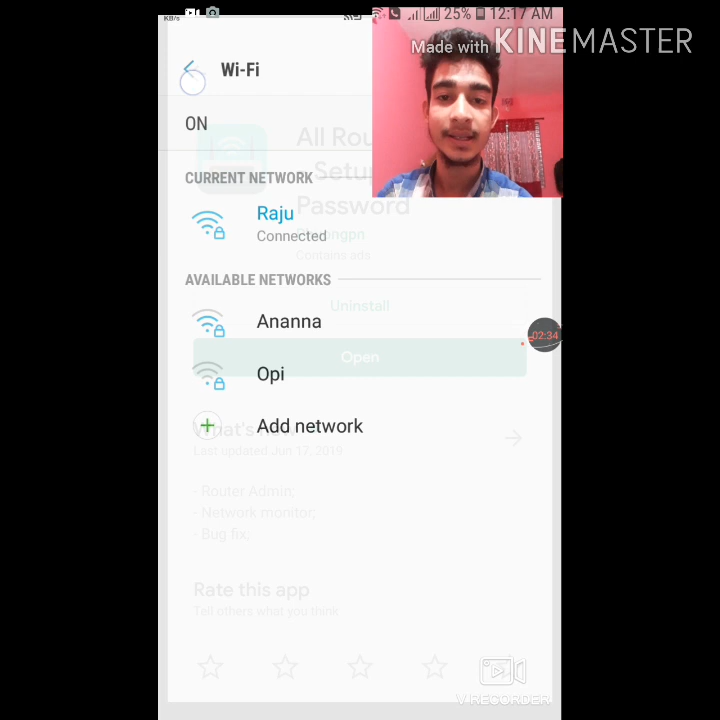 KB/s
25% 12:17 AM
Made with KINEMASTER
Wi-Fi
ON
All Rou
Setu
Password
CURRENT NETWORK
Raju
Connected
Contains ads
AVAILABLE NETWORKS
Uninstall
Ananna
02:34
Open
Opi
Add network
What's new
Last updated Jun 17, 2019
- Router Admin;
- Network monitor;
- Bug fix;
Rate this app
Tell others what you think
V RECORDER